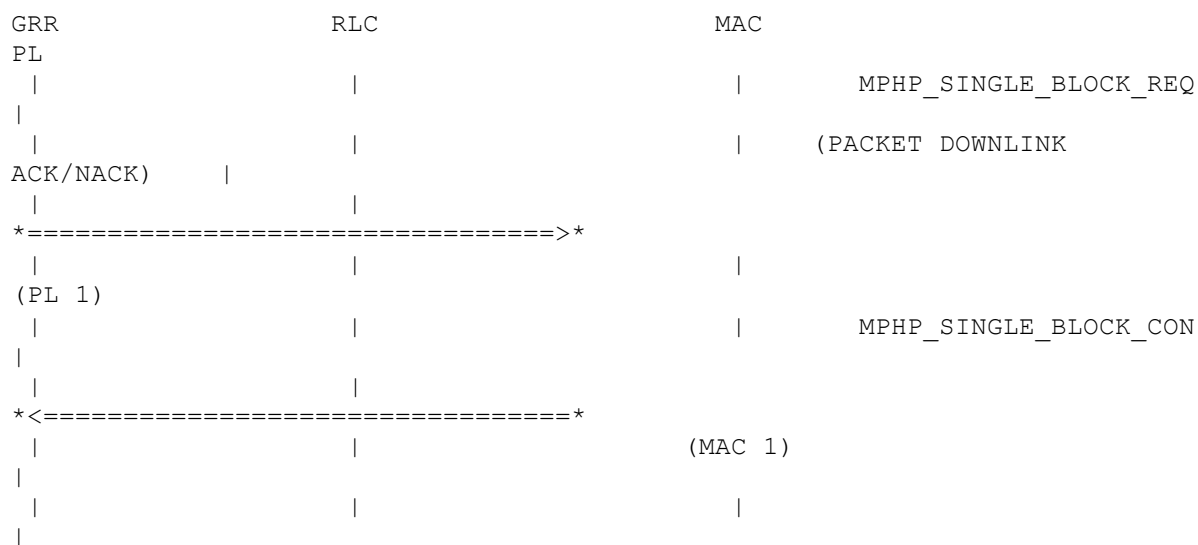 GRR                 RLC                     MAC
PL
 |                   |                       |       MPHP_SINGLE_BLOCK_REQ
|
 |                   |                       |    (PACKET DOWNLINK
ACK/NACK)     |
 |                   |
*=================================>*
 |                   |                       |
(PL 1)
 |                   |                       |       MPHP_SINGLE_BLOCK_CON
|
 |                   |
*<==================================*
 |                   |                    (MAC 1)
|
 |                   |                       |
|